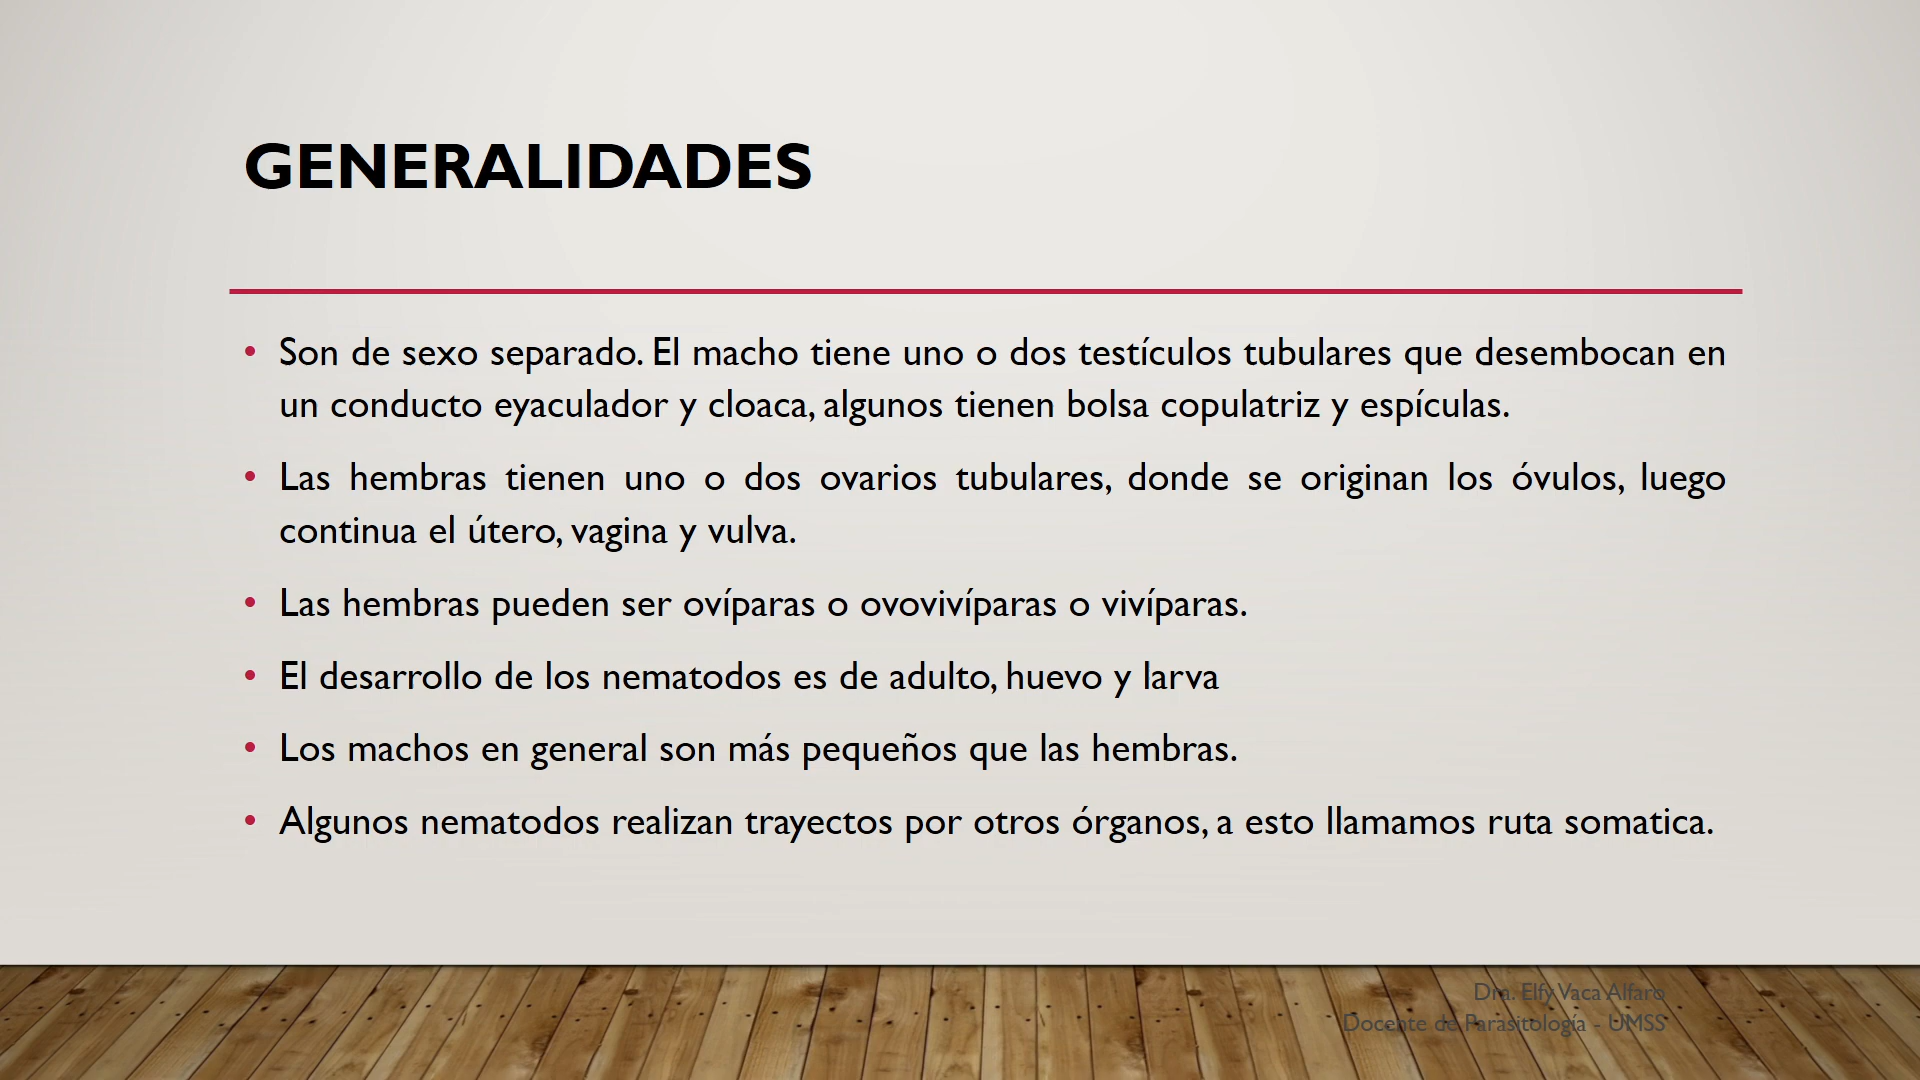 GENERALIDADES
• Son de sexo separado. El macho tiene uno o dos testículos tubulares que desembocan en
un conducto eyaculador y cloaca, algunos tienen bolsa copulatriz y espículas.
• Las hembras tienen uno o dos ovarios tubulares, donde se originan los óvulos, luego
continua el útero, vagina y vulva.
• Las hembras pueden ser ovíparas o ovovivíparas o vivíparas.
• El desarrollo de los nematodos es de adulto, huevo y larva
• Los machos en general son más pequeños que las hembras.
• Algunos nematodos realizan trayectos por otros órganos, a esto llamamos ruta somatica.
Dra. Elfy Vaca Alfaro
Docente de Parasitología - UMSS